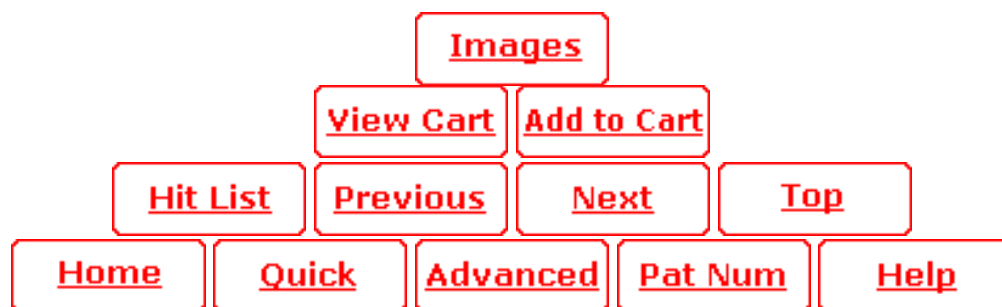 Images
View Cart Add to Cart
Hit List Previous Next Top
Home Quick Advanced Pat Num Help